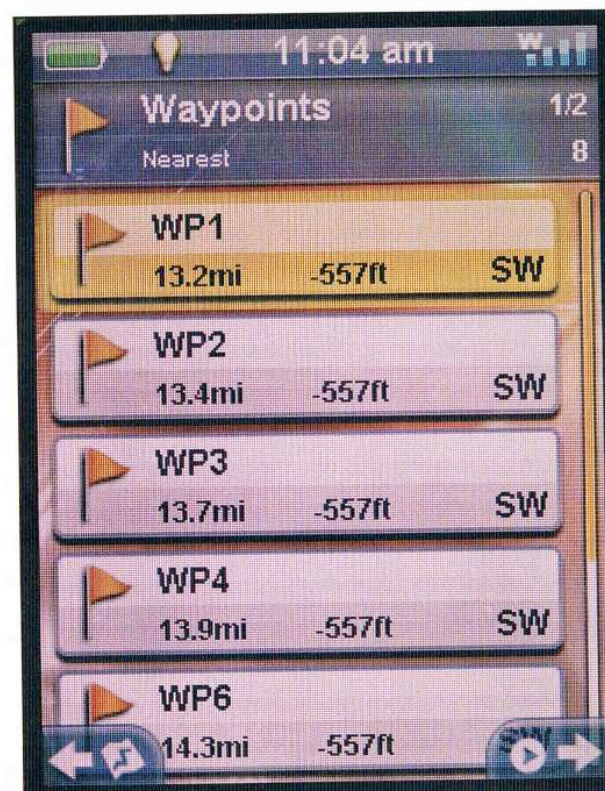 11:04 am W
Waypoints 1/2
Nearest 8
WP1
13.2mi -557ft SW
WP2
13.4mi -557ft SW
WP3
13.7mi -557ft SW
WP4
13.9mi -557ft SW
WP6
14.3mi -557ft